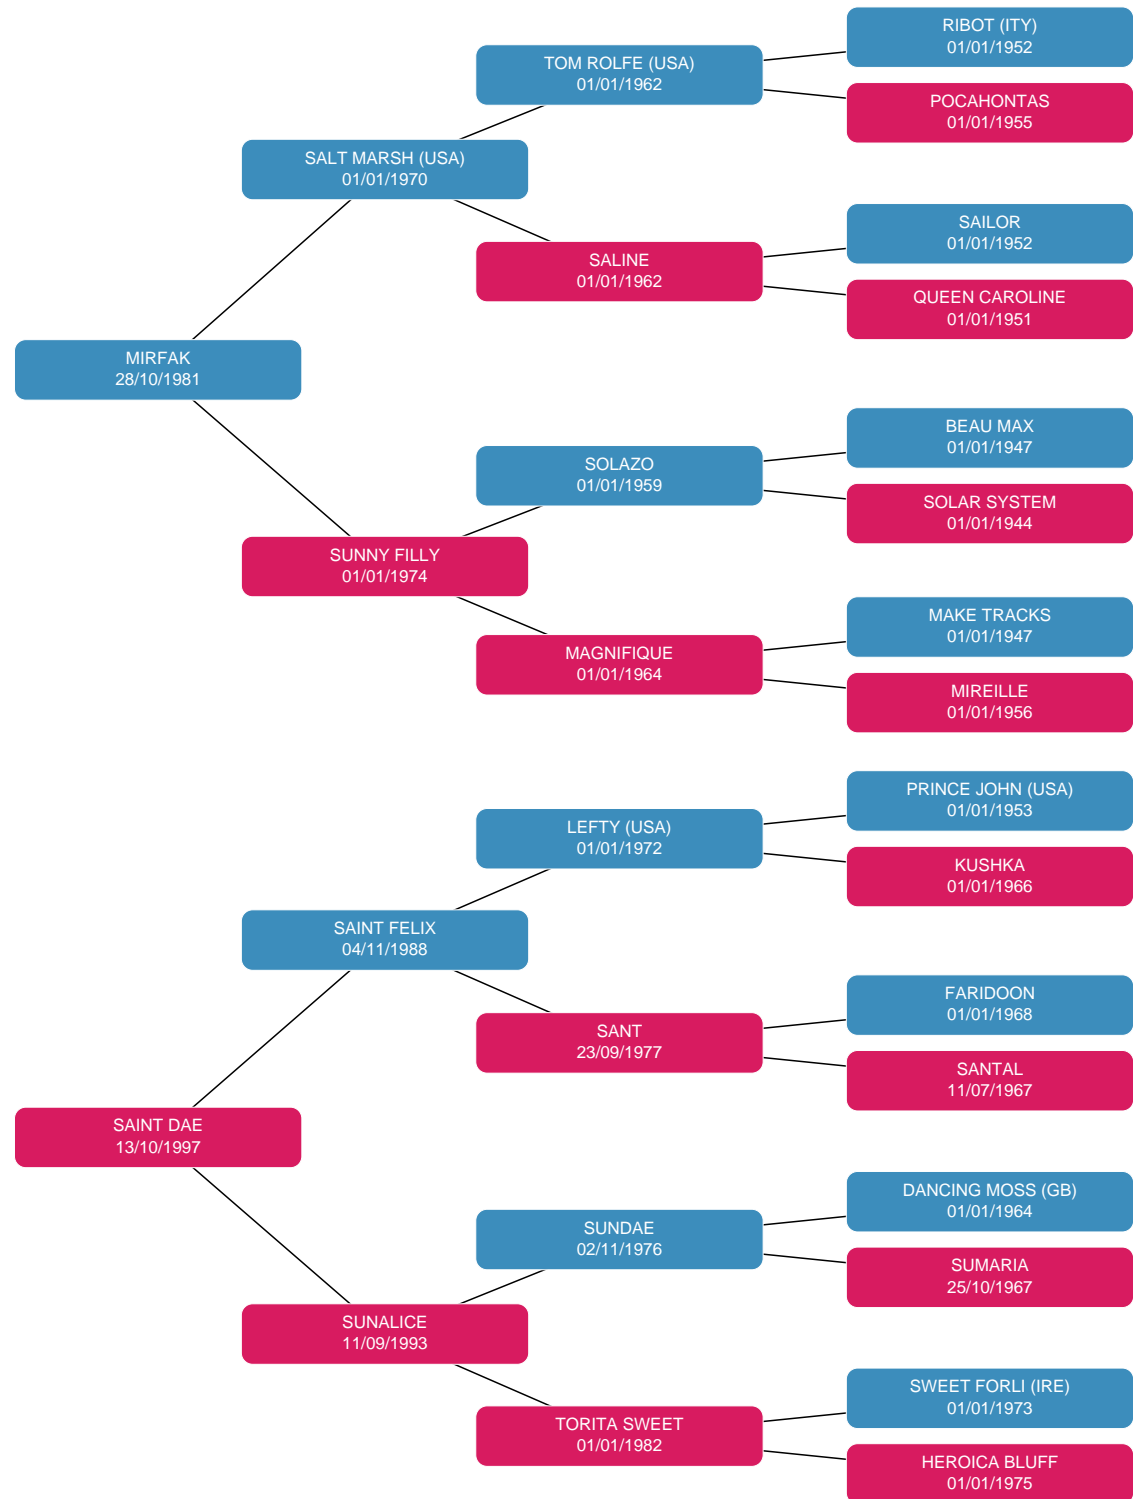 RIBOT (ITY)
01/01/1952
TOM ROLFE (USA)
01/01/1962
POCAHONTAS
01/01/1955
SALT MARSH (USA)
01/01/1970
SAILOR
01/01/1952
SALINE
01/01/1962
QUEEN CAROLINE
01/01/1951
MIRFAK
28/10/1981
BEAU MAX
01/01/1947
SOLAZO
01/01/1959
SOLAR SYSTEM
01/01/1944
SUNNY FILLY
01/01/1974
MAKE TRACKS
01/01/1947
MAGNIFIQUE
01/01/1964
MIREILLE
01/01/1956
PRINCE JOHN (USA)
01/01/1953
LEFTY (USA)
01/01/1972
KUSHKA
01/01/1966
SAINT FELIX
04/11/1988
FARIDOON
01/01/1968
SANT
23/09/1977
SANTAL
11/07/1967
SAINT DAE
13/10/1997
DANCING MOSS (GB)
01/01/1964
SUNDAE
02/11/1976
SUMARIA
25/10/1967
SUNALICE
11/09/1993
SWEET FORLI (IRE)
01/01/1973
TORITA SWEET
01/01/1982
HEROICA BLUFF
01/01/1975